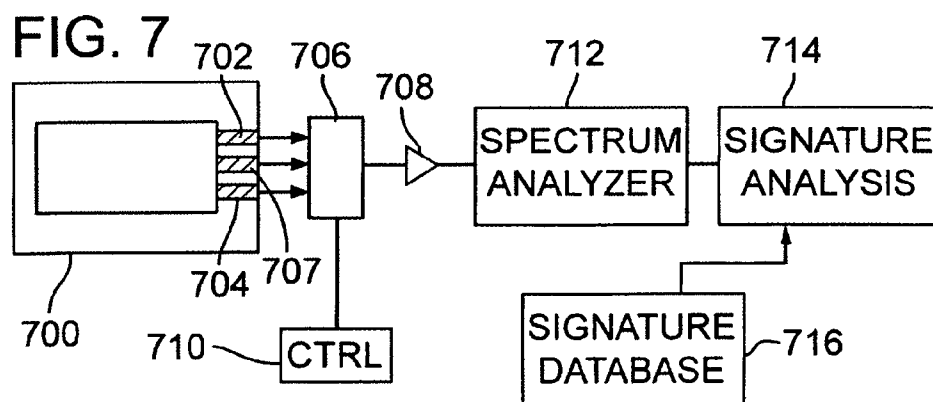 FIG. 7
702
706
708
712
714
SPECTRUM
ANALYZER
SIGNATURE
ANALYSIS
704
707
700
710
CTRL
SIGNATURE
DATABASE
716